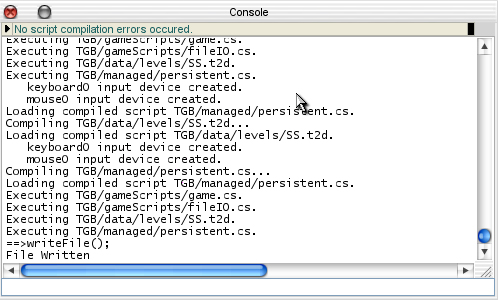 Console
No script compilation errors occured.
Executing TGB/gameScripts/game.cs.
Executing TGB/gameScripts/fileIO.cs.
Executing TGB/data/levels/SS.t2d.
Executing TGB/managed/persistent.cs.
keyboard0 input device created.
mouse0 input device created.
Loading compiled script TGB/managed/persistent.cs.
Compiling TGB/data/levels/SS.t2d...
Loading compiled script TGB/data/levels/SS.t2d.
keyboard0 input device created.
mouse0 input device created.
Compiling TGB/managed/persistent.cs...
Loading compiled script TGB/managed/persistent.cs.
Executing TGB/gameScripts/game.cs.
Executing TGB/gameScripts/fileIO.cs.
Executing TGB/data/levels/SS.t2d.
Executing TGB/managed/persistent.cs.
==>writeFile();
File Written